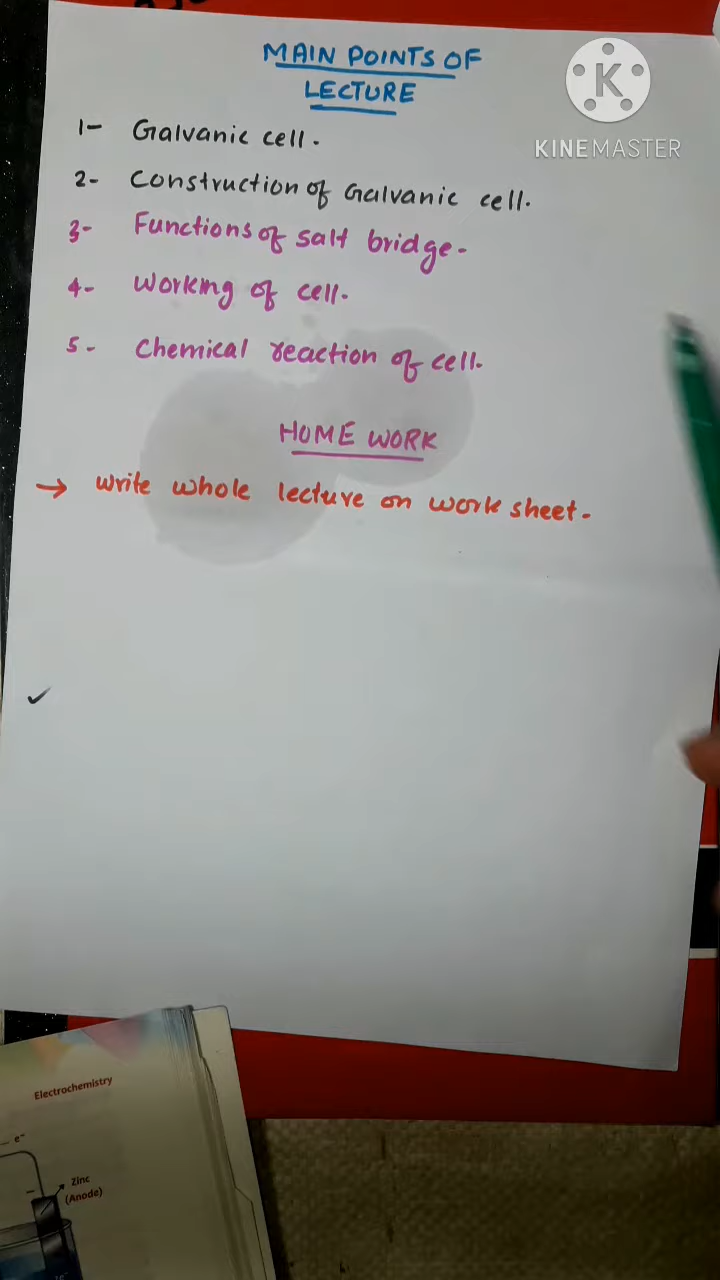 MAIN POINTS OF
LECTURE
K
KINEMASTER
1- Galvanic cell.
2- Construction of Galvanic cell.
3- Functions of salt bridge.
4- Working of cell.
5- Chemical reaction of cell.
HOME WORK
→ write whole lecture on work sheet.
Electrochemistry
e⁻
Zinc
(Anode)